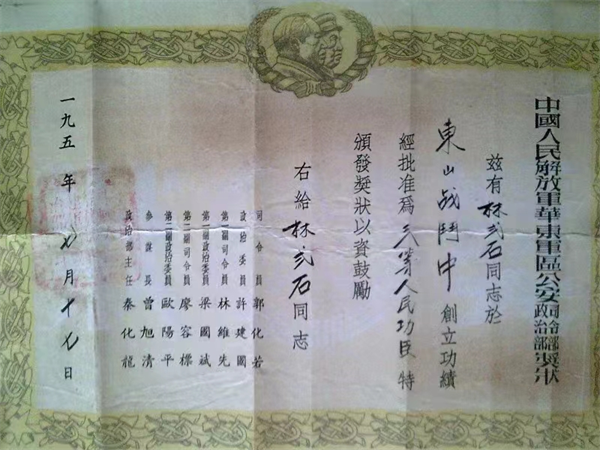 中國人民解放軍華東軍區公安司令部政治部獎狀
兹有林弍石同志於
東山战鬥中創立功績
經批准爲三等人民功臣特
頒發獎狀以資鼓勵
右給林弍石同志
司令員郭化若
政治委員許建國
第一副司令員林維先
第一副政治委員梁國斌
第二副司令員廖容標
第二副政治委員歐陽平
參謀長曾旭清
政治部主任秦化龍
一九五 年 月十 日